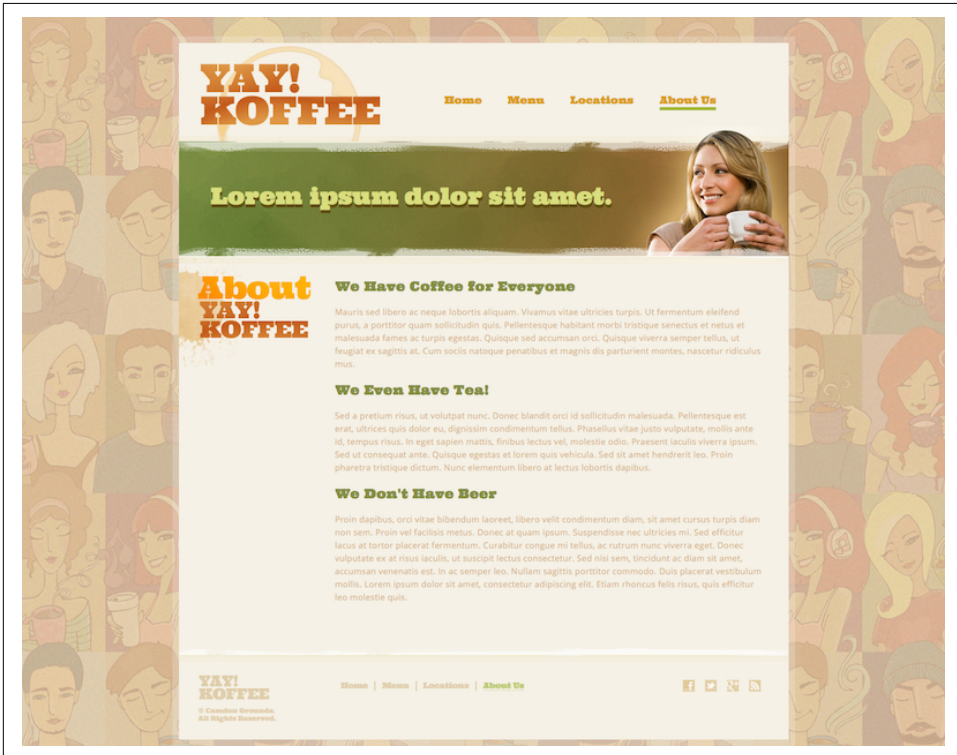 YAY!
KOFFEE
Home Menu Locations About Us
Lorem ipsum dolor sit amet.
About
YAY!
KOFFEE
We Have Coffee for Everyone
Mauris sed libero ac neque lobortis aliquam. Vivamus vitae ultricies turpis. Ut fermentum eleifend
purus, a porttitor quam sollicitudin quis. Pellentesque habitant morbi tristique senectus et netus et
malesuada fames ac turpis egestas. Quisque sed accumsan orci. Quisque viverra semper tellus, ut
feugiat ex sagittis at. Cum sociis natoque penatibus et magnis dis parturient montes, nascetur ridiculus
mus.
We Even Have Tea!
Sed a pretium risus, ut volutpat nunc. Donec blandit orci id sollicitudin malesuada. Pellentesque est
erat, ultrices quis dolor eu, dignissim condimentum tellus. Phasellus vitae justo vulputate, mollis ante
id, tempus risus. In eget sapien mattis, finibus lectus vel, molestie odio. Praesent iaculis viverra ipsum.
Sed ut consequat ante. Quisque egestas et lorem quis vehicula. Sed sit amet hendrerit leo. Proin
pharetra tristique dictum. Nunc elementum libero at lectus lobortis dapibus.
We Don't Have Beer
Proin dapibus, orci vitae bibendum laoreet, libero velit condimentum diam, sit amet cursus turpis diam
non sem. Proin vel facilisis metus. Donec at quam ipsum. Suspendisse nec ultricies mi. Sed efficitur
lacus at tortor placerat fermentum. Curabitur congue mi tellus, ac rutrum nunc viverra eget. Donec
vulputate ex at risus iaculis, ut suscipit lectus consectetur. Sed nisi sem, tincidunt ac diam sit amet,
accumsan venenatis est. In ac semper leo. Nullam sagittis porttitor commodo. Duis placerat vestibulum
mollis. Lorem ipsum dolor sit amet, consectetur adipiscing elit. Etiam rhoncus felis risus, quis efficitur
leo molestie quis.
YAY!
KOFFEE
Home | Menu | Locations | About Us
© Camden Grounds.
All Rights Reserved.